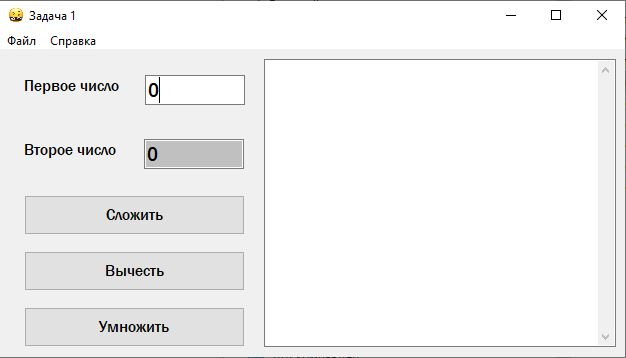 Задача 1
Файл Справка
Первое число 0
Второе число 0
Сложить
Вычесть
Умножить